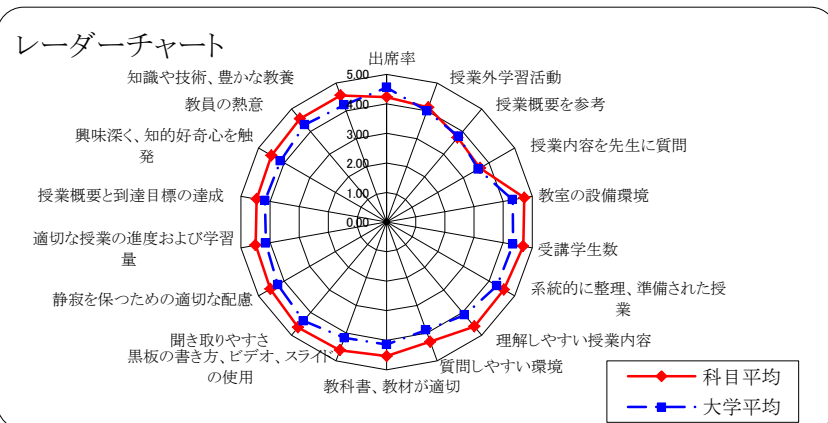 レーダーチャート
出席率
授業外学習活動
授業概要を参考
授業内容を先生に質問
教室の設備環境
受講学生数
系統的に整理、準備された授
業
理解しやすい授業内容
質問しやすい環境
教科書、教材が適切
黒板の書き方、ビデオ、スライド
の使用
聞き取りやすさ
静寂を保つための適切な配慮
適切な授業の進度および学習
量
授業概要と到達目標の達成
興味深く、知的好奇心を触
発
教員の熱意
知識や技術、豊かな教養
5.00
4.00
3.00
2.00
1.00
0.00
科目平均
大学平均